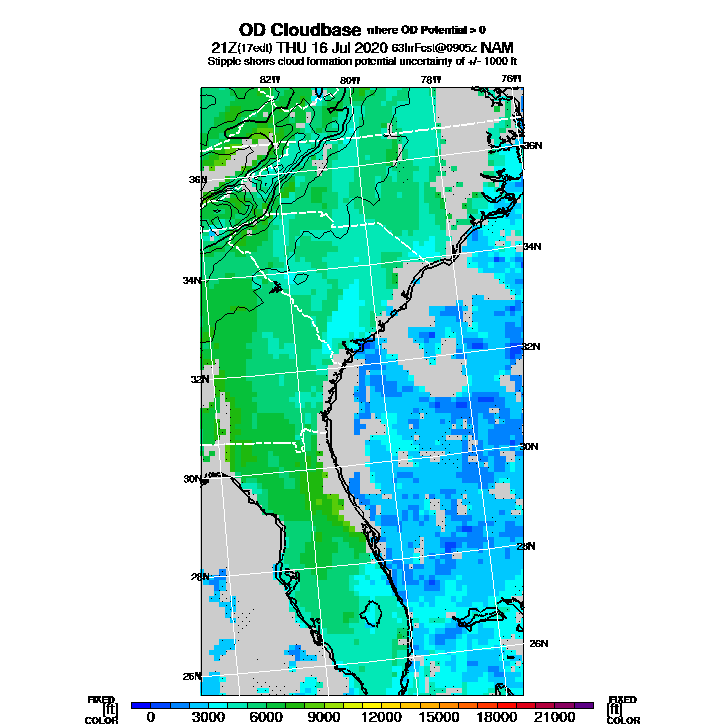 OD Cloudbase where OD Potential > 0
21Z(17edt) THU 16 Jul 2020 63hrFcst@0905z NAM
Stipple shows cloud formation potential uncertainty of +/- 1000 ft
82W 80W 78W 76W
36N
36N
34N
34N
32N
32N
30N
30N
28N
28N
26N
26N
FIXED FIXED
[ft] [ft]
COLOR COLOR
0 3000 6000 9000 12000 15000 18000 21000